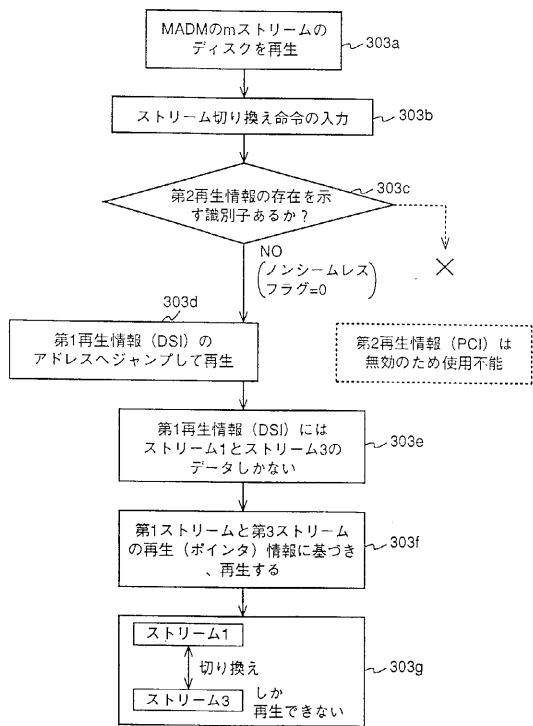 MADMのmストリームの
ディスクを再生
303a
ストリーム切り換え命令の入力
303b
第2再生情報の存在を示
す識別子あるか？
303c
NO
(ノンシームレス
フラグ=0)
303d
第1再生情報（DSI）の
アドレスへジャンプして再生
第2再生情報（PCI）は
無効のため使用不能
第1再生情報（DSI）には
ストリーム1とストリーム3の
データしかない
303e
第1ストリームと第3ストリーム
の再生（ポインタ）情報に基づき
、再生する
303f
ストリーム1
切り換え
ストリーム3
しか
再生できない
303g